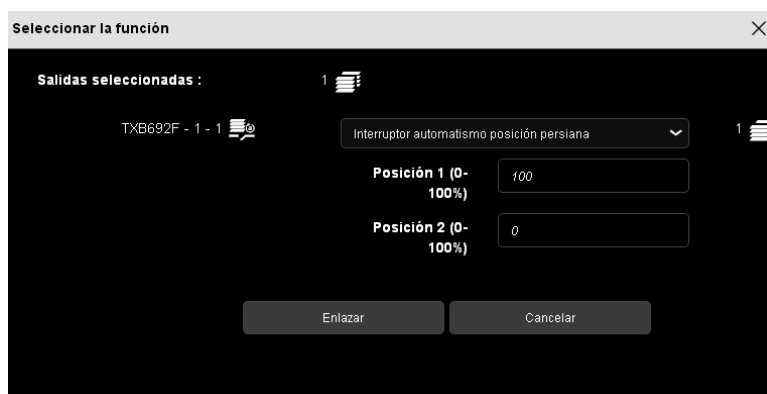 Seleccionar la función
Salidas seleccionadas :
1
TXB692F - 1 - 1
Interruptor automatismo posición persiana
1
Posición 1 (0-
100%)
100
Posición 2 (0-
100%)
0
Enlazar
Cancelar